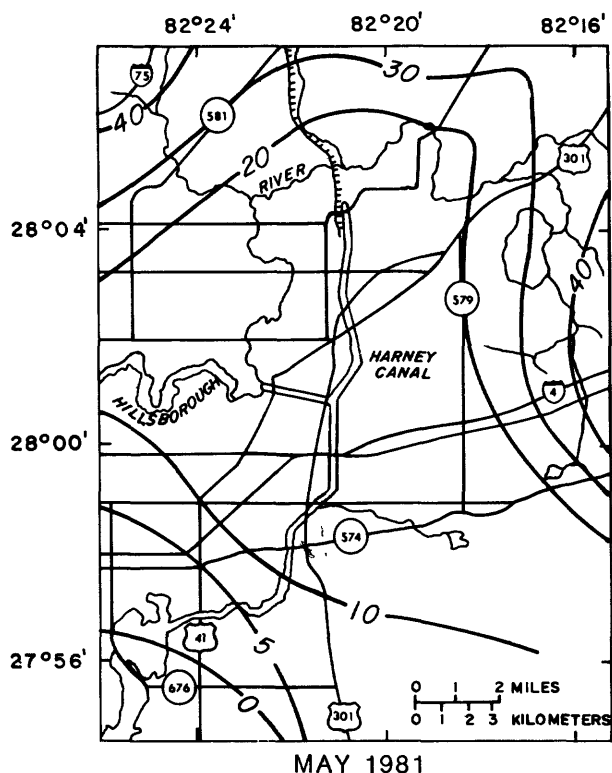 82°24' 82°20' 82°16'
75
30
40
581
20
301
RIVER
28°04'
40
579
HARNEY
CANAL
4
HILLSBOROUGH
28°00'
574
10
41
5
27°56'
676
0
301
0 1 2 MILES
0 1 2 3 KILOMETERS
MAY 1981